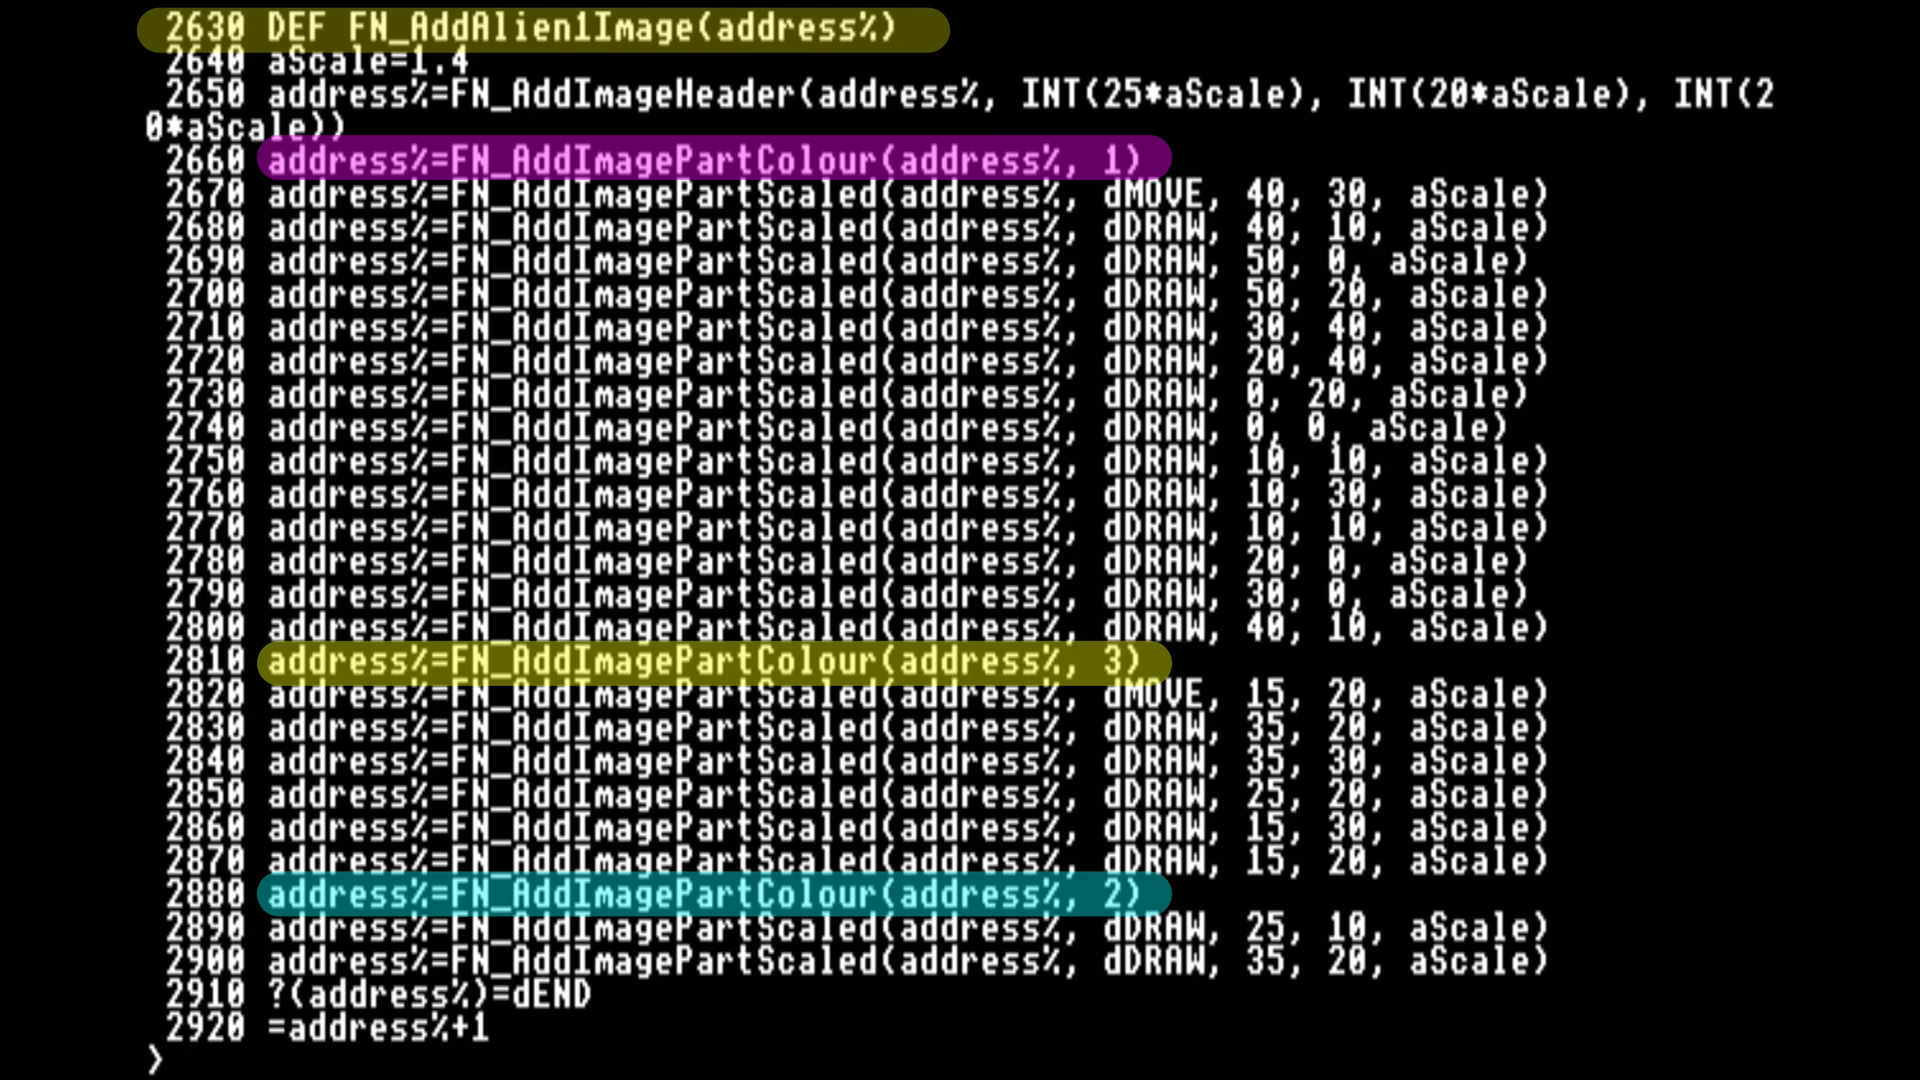 2630 DEF FN_AddAlien1Image(address%)
2640 aScale=1.4
2650 address%=FN_AddImageHeader(address%, INT(25*aScale), INT(20*aScale), INT(2
0*aScale))
2660 address%=FN_AddImagePartColour(address%, 1)
2670 address%=FN_AddImagePartScaled(address%, dMOVE, 40, 30, aScale)
2680 address%=FN_AddImagePartScaled(address%, dDRAW, 40, 10, aScale)
2690 address%=FN_AddImagePartScaled(address%, dDRAW, 50, 0, aScale)
2700 address%=FN_AddImagePartScaled(address%, dDRAW, 50, 20, aScale)
2710 address%=FN_AddImagePartScaled(address%, dDRAW, 30, 40, aScale)
2720 address%=FN_AddImagePartScaled(address%, dDRAW, 20, 40, aScale)
2730 address%=FN_AddImagePartScaled(address%, dDRAW, 0, 20, aScale)
2740 address%=FN_AddImagePartScaled(address%, dDRAW, 0, 0, aScale)
2750 address%=FN_AddImagePartScaled(address%, dDRAW, 10, 10, aScale)
2760 address%=FN_AddImagePartScaled(address%, dDRAW, 10, 30, aScale)
2770 address%=FN_AddImagePartScaled(address%, dDRAW, 10, 10, aScale)
2780 address%=FN_AddImagePartScaled(address%, dDRAW, 20, 0, aScale)
2790 address%=FN_AddImagePartScaled(address%, dDRAW, 30, 0, aScale)
2800 address%=FN_AddImagePartScaled(address%, dDRAW, 40, 10, aScale)
2810 address%=FN_AddImagePartColour(address%, 3)
2820 address%=FN_AddImagePartScaled(address%, dMOVE, 15, 20, aScale)
2830 address%=FN_AddImagePartScaled(address%, dDRAW, 35, 20, aScale)
2840 address%=FN_AddImagePartScaled(address%, dDRAW, 35, 30, aScale)
2850 address%=FN_AddImagePartScaled(address%, dDRAW, 25, 20, aScale)
2860 address%=FN_AddImagePartScaled(address%, dDRAW, 15, 30, aScale)
2870 address%=FN_AddImagePartScaled(address%, dDRAW, 15, 20, aScale)
2880 address%=FN_AddImagePartColour(address%, 2)
2890 address%=FN_AddImagePartScaled(address%, dDRAW, 25, 10, aScale)
2900 address%=FN_AddImagePartScaled(address%, dDRAW, 35, 20, aScale)
2910 ?(address%)=dEND
2920 =address%+1
>